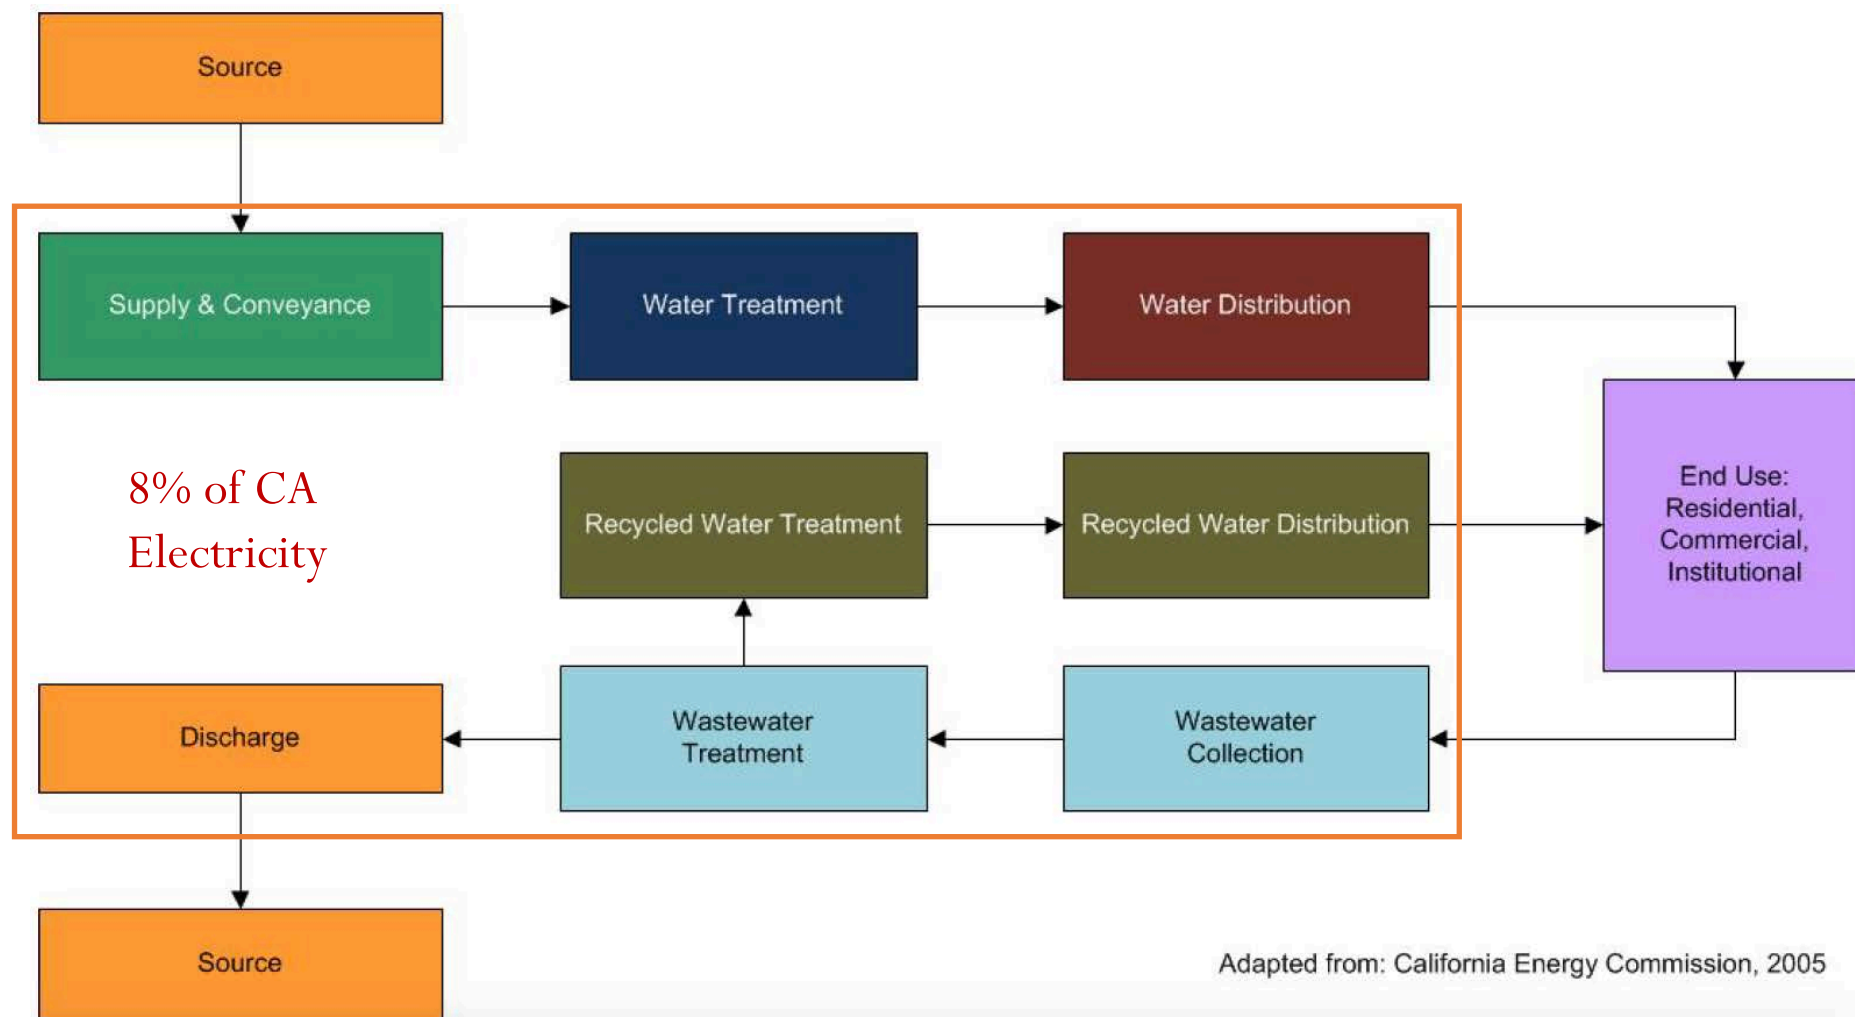 Source
Supply & Conveyance
Water Treatment
Water Distribution
8% of CA
Electricity
Recycled Water Treatment
Recycled Water Distribution
End Use:
Residential,
Commercial,
Institutional
Discharge
Wastewater
Treatment
Wastewater
Collection
Source
Adapted from: California Energy Commission, 2005